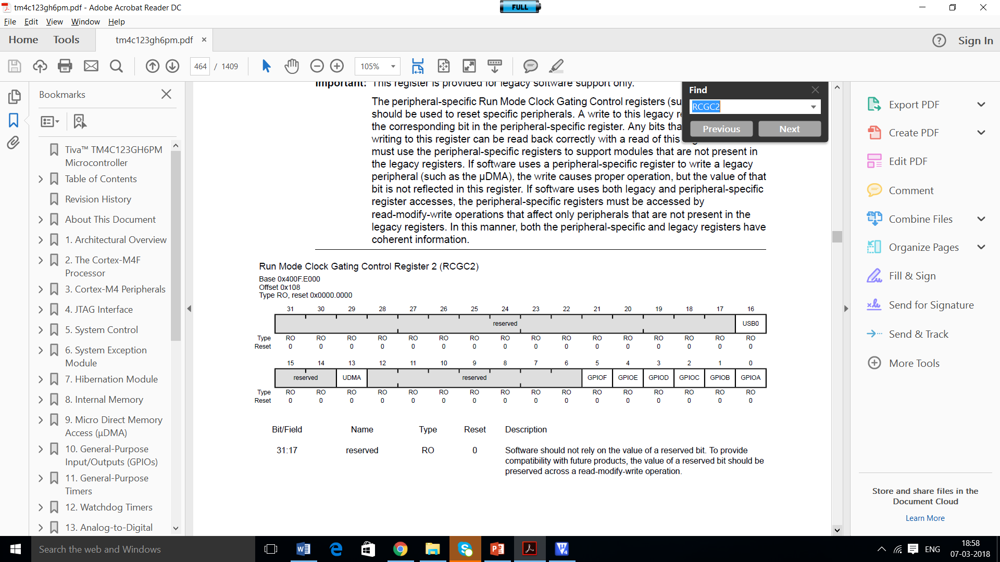 tm4c123gh6pm.pdf - Adobe Acrobat Reader DC
FULL
File Edit View Window Help
Home Tools tm4c123gh6pm.pdf × Sign In
464 / 1409 105%
Bookmarks
Tiva™ TM4C123GH6PM
Microcontroller
Table of Contents
Revision History
About This Document
1. Architectural Overview
2. The Cortex-M4F
Processor
3. Cortex-M4 Peripherals
4. JTAG Interface
5. System Control
6. System Exception
Module
7. Hibernation Module
8. Internal Memory
9. Micro Direct Memory
Access (µDMA)
10. General-Purpose
Input/Outputs (GPIOs)
11. General-Purpose
Timers
12. Watchdog Timers
13. Analog-to-Digital
Important: This register is provided for legacy software support only.
The peripheral-specific Run Mode Clock Gating Control registers (su
should be used to reset specific peripherals. A write to this legacy r
the corresponding bit in the peripheral-specific register. Any bits tha
writing to this register can be read back correctly with a read of this
must use the peripheral-specific registers to support modules that are not present in
the legacy registers. If software uses a peripheral-specific register to write a legacy
peripheral (such as the µDMA), the write causes proper operation, but the value of that
bit is not reflected in this register. If software uses both legacy and peripheral-specific
register accesses, the peripheral-specific registers must be accessed by
read-modify-write operations that affect only peripherals that are not present in the
legacy registers. In this manner, both the peripheral-specific and legacy registers have
coherent information.
Find
RCGC2
Previous Next
Run Mode Clock Gating Control Register 2 (RCGC2)
Base 0x400F.E000
Offset 0x108
Type RO, reset 0x0000.0000
31 30 29 28 27 26 25 24 23 22 21 20 19 18 17 16
reserved USB0
Type RO RO RO RO RO RO RO RO RO RO RO RO RO RO RO RO
Reset 0 0 0 0 0 0 0 0 0 0 0 0 0 0 0 0
15 14 13 12 11 10 9 8 7 6 5 4 3 2 1 0
reserved UDMA reserved GPIOF GPIOE GPIOD GPIOC GPIOB GPIOA
Type RO RO RO RO RO RO RO RO RO RO RO RO RO RO RO RO
Reset 0 0 0 0 0 0 0 0 0 0 0 0 0 0 0 0
Bit/Field Name Type Reset Description
31:17 reserved RO 0 Software should not rely on the value of a reserved bit. To provide
compatibility with future products, the value of a reserved bit should be
preserved across a read-modify-write operation.
Export PDF
Create PDF
Edit PDF
Comment
Combine Files
Organize Pages
Fill & Sign
Send for Signature
Send & Track
More Tools
Store and share files in the
Document Cloud
Learn More
Search the web and Windows
ENG
18:58
07-03-2018